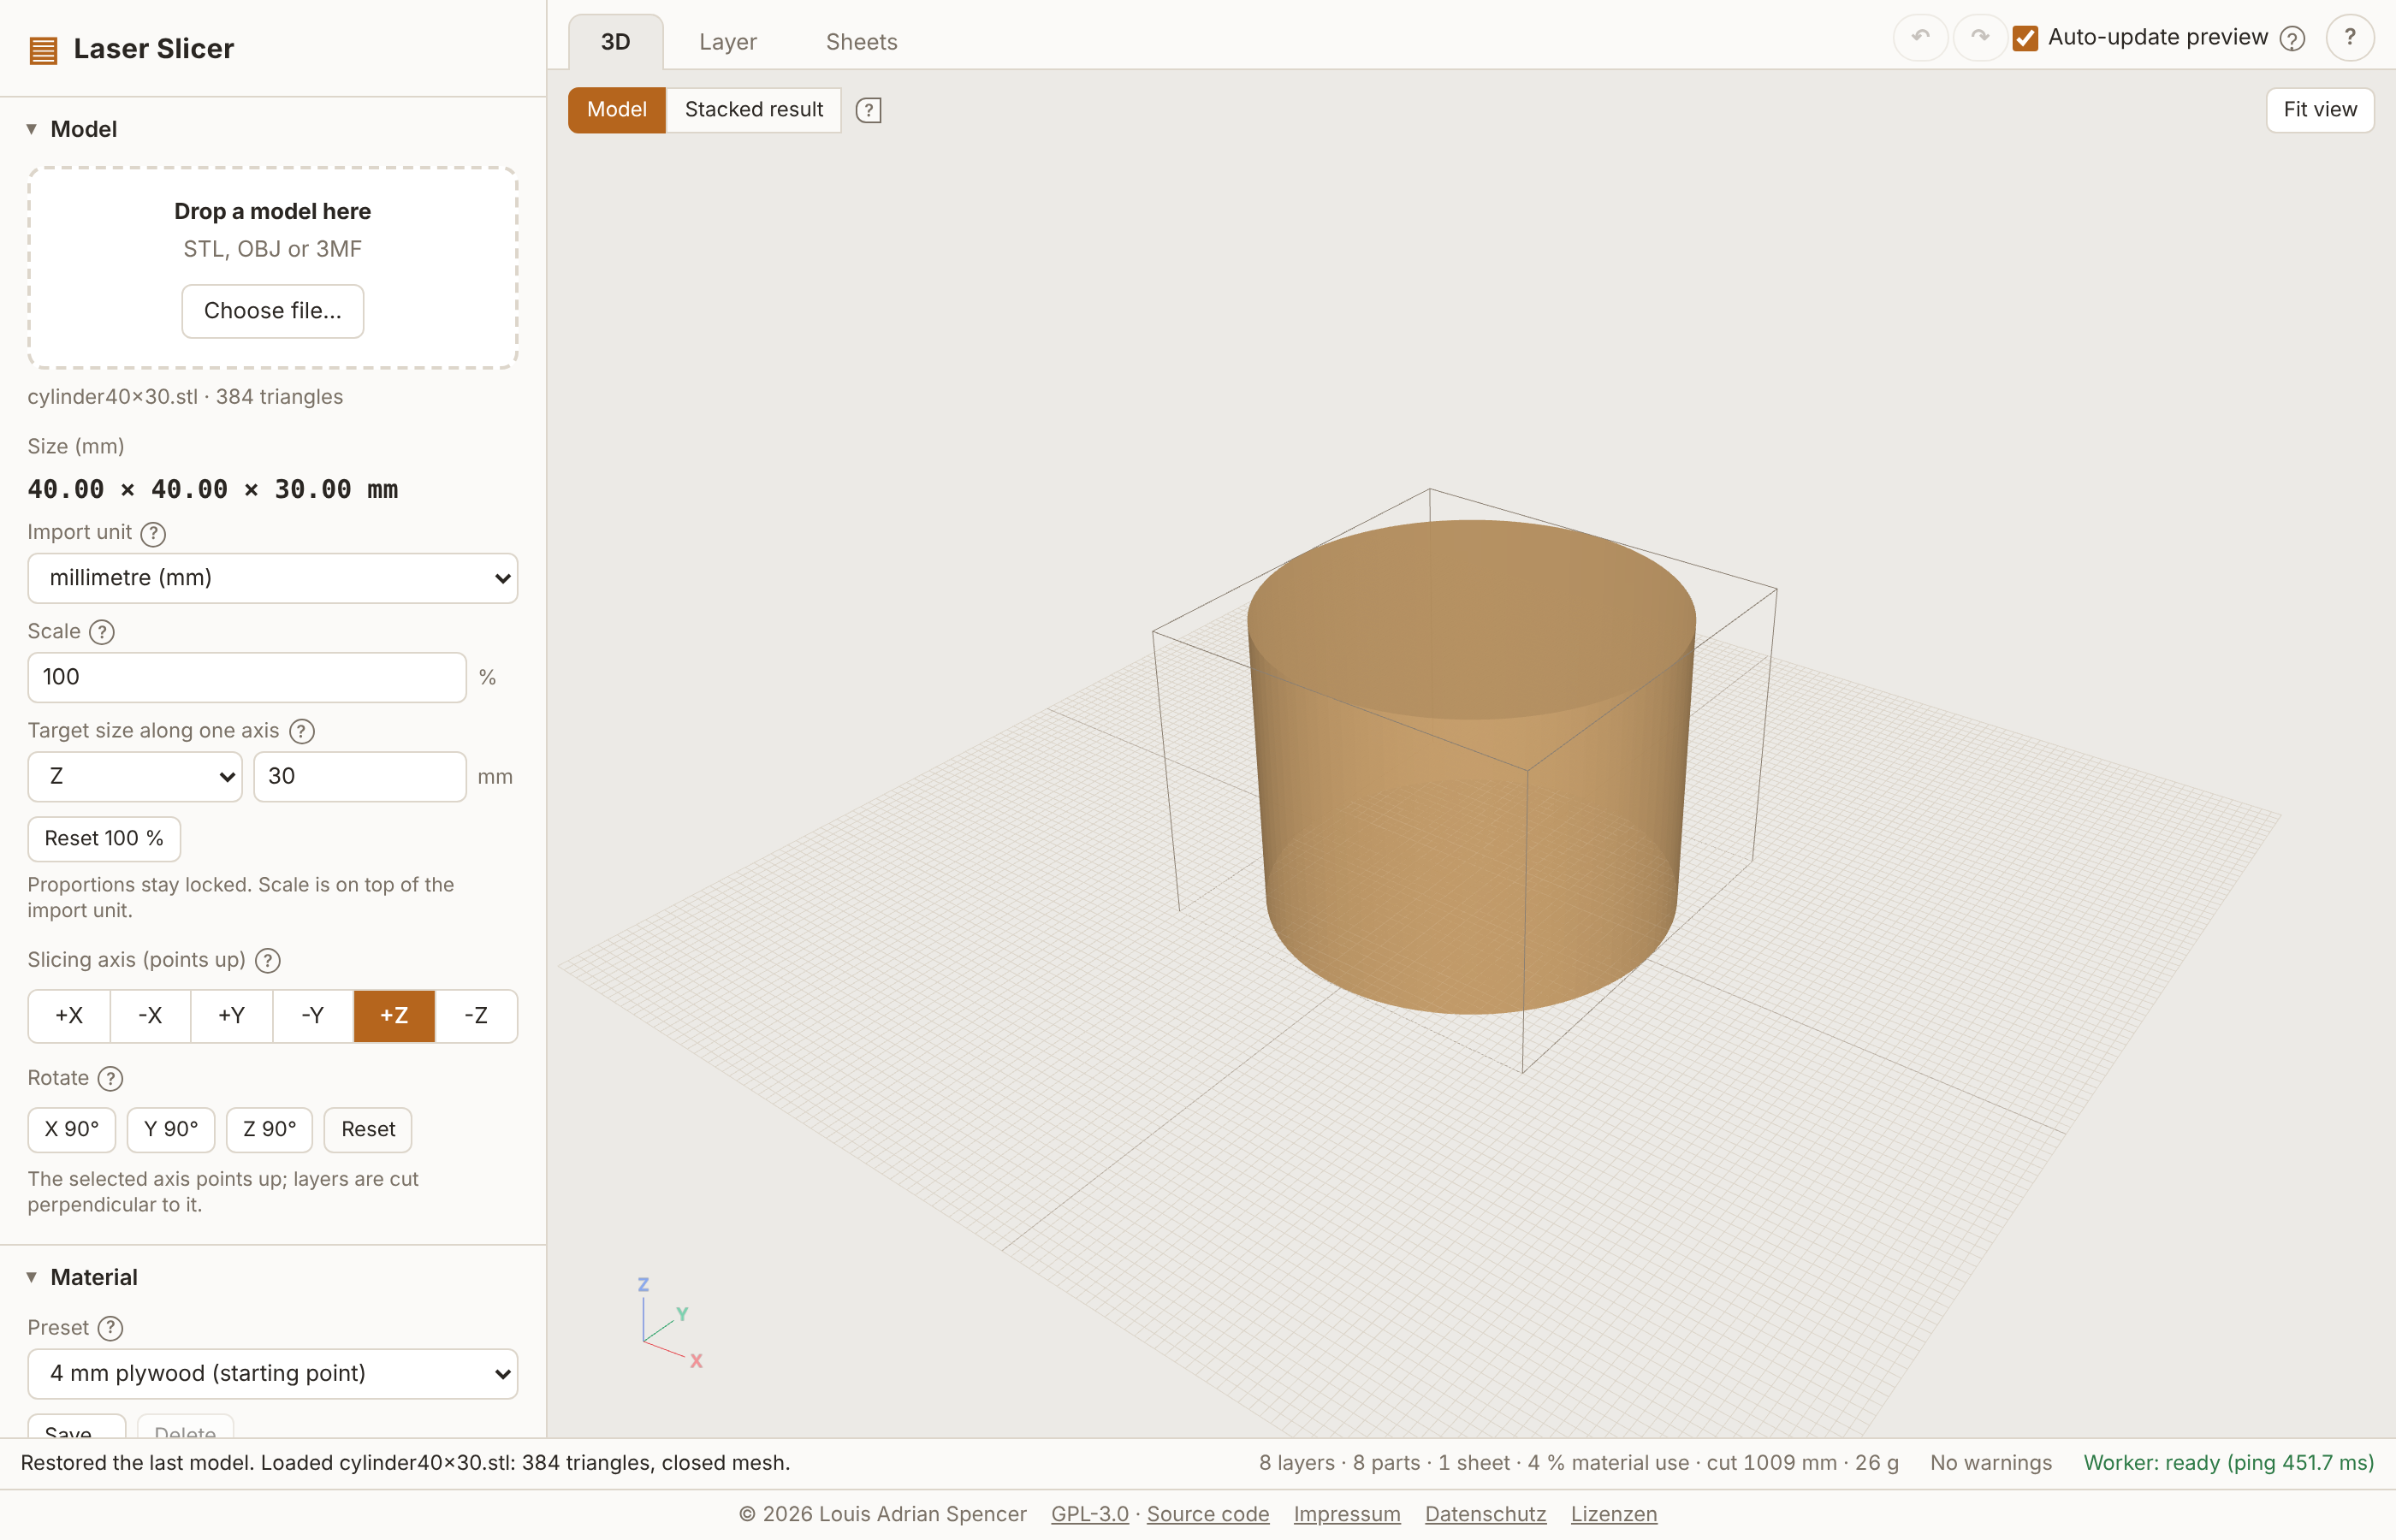 Laser Slicer
3D
Layer
Sheets
Auto-update preview ?
?
Model
Stacked result
?
Fit view
Model
Drop a model here
STL, OBJ or 3MF
Choose file...
cylinder40×30.stl · 384 triangles
Size (mm)
40.00 × 40.00 × 30.00 mm
Import unit ?
millimetre (mm)
Scale ?
100 %
Target size along one axis ?
Z 30 mm
Reset 100 %
Proportions stay locked. Scale is on top of the
import unit.
Slicing axis (points up) ?
+X -X +Y -Y +Z -Z
Rotate ?
X 90° Y 90° Z 90° Reset
The selected axis points up; layers are cut
perpendicular to it.
Material
Preset ?
4 mm plywood (starting point)
Save... Delete
Z
Y
X
Restored the last model. Loaded cylinder40×30.stl: 384 triangles, closed mesh.
8 layers · 8 parts · 1 sheet · 4 % material use · cut 1009 mm · 26 g
No warnings
Worker: ready (ping 451.7 ms)
© 2026 Louis Adrian Spencer GPL-3.0 · Source code Impressum Datenschutz Lizenzen